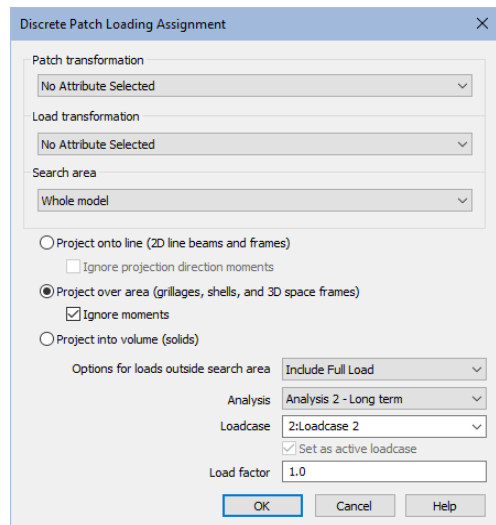 Discrete Patch Loading Assignment
Patch transformation
No Attribute Selected
Load transformation
No Attribute Selected
Search area
Whole model
Project onto line (2D line beams and frames)
Ignore projection direction moments
Project over area (grillages, shells, and 3D space frames)
Ignore moments
Project into volume (solids)
Options for loads outside search area Include Full Load
Analysis Analysis 2 - Long term
Loadcase 2:Loadcase 2
Set as active loadcase
Load factor 1.0
OK Cancel Help